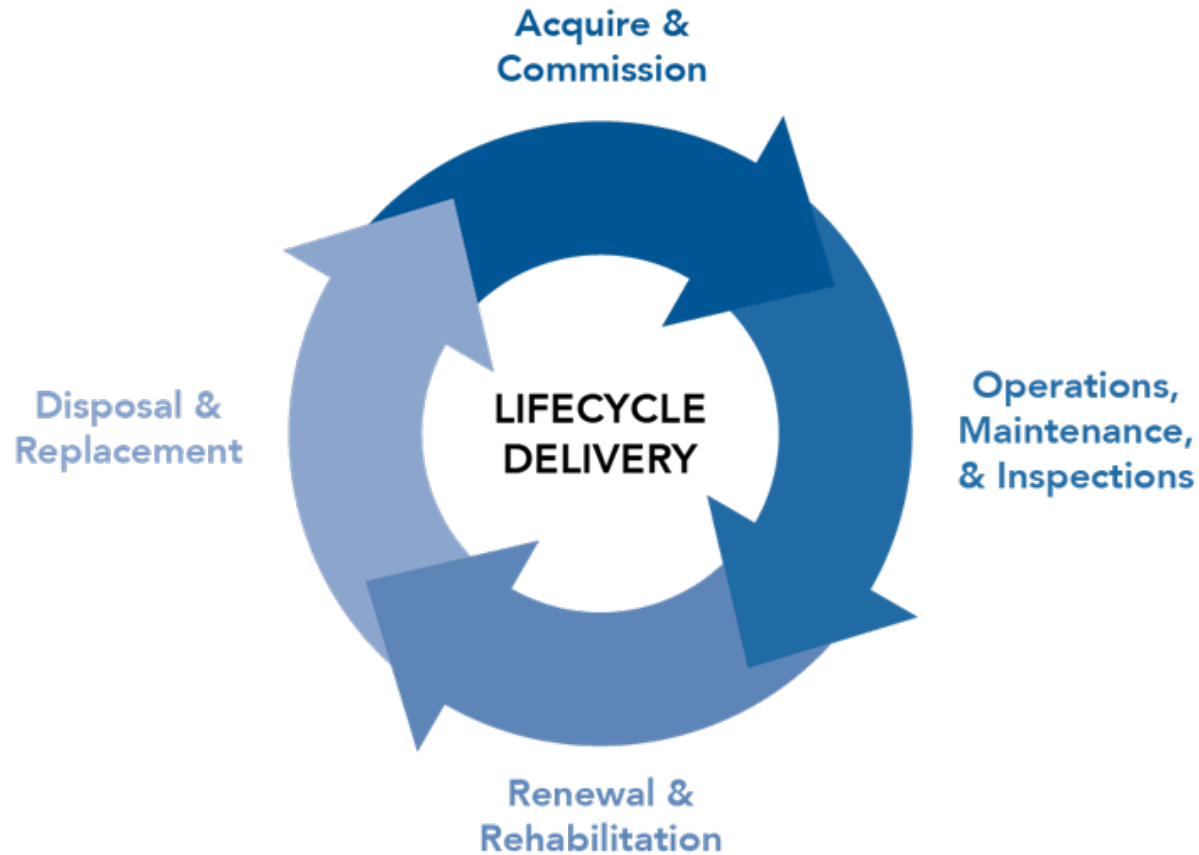 Acquire &
Commission
Operations,
Maintenance,
& Inspections
Renewal &
Rehabilitation
Disposal &
Replacement
LIFECYCLE
DELIVERY